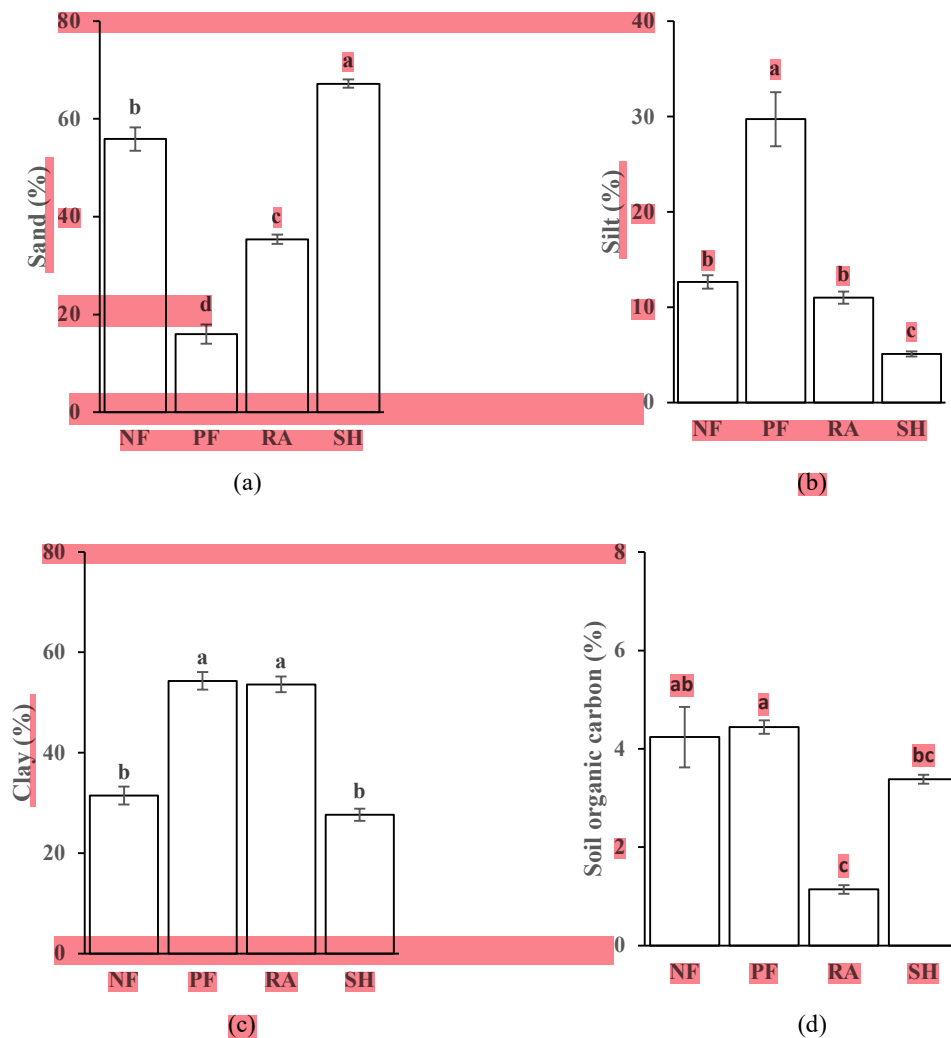 80
60
40
20
0
Sand (%)
b
d
c
a
NF PF RA SH
(a)
40
30
20
10
0
Silt (%)
b
a
b
c
NF PF RA SH
(b)
80
60
40
20
0
Clay (%)
b
a
a
b
NF PF RA SH
(c)
8
6
4
2
0
Soil organic carbon (%)
ab
a
c
bc
NF PF RA SH
(d)